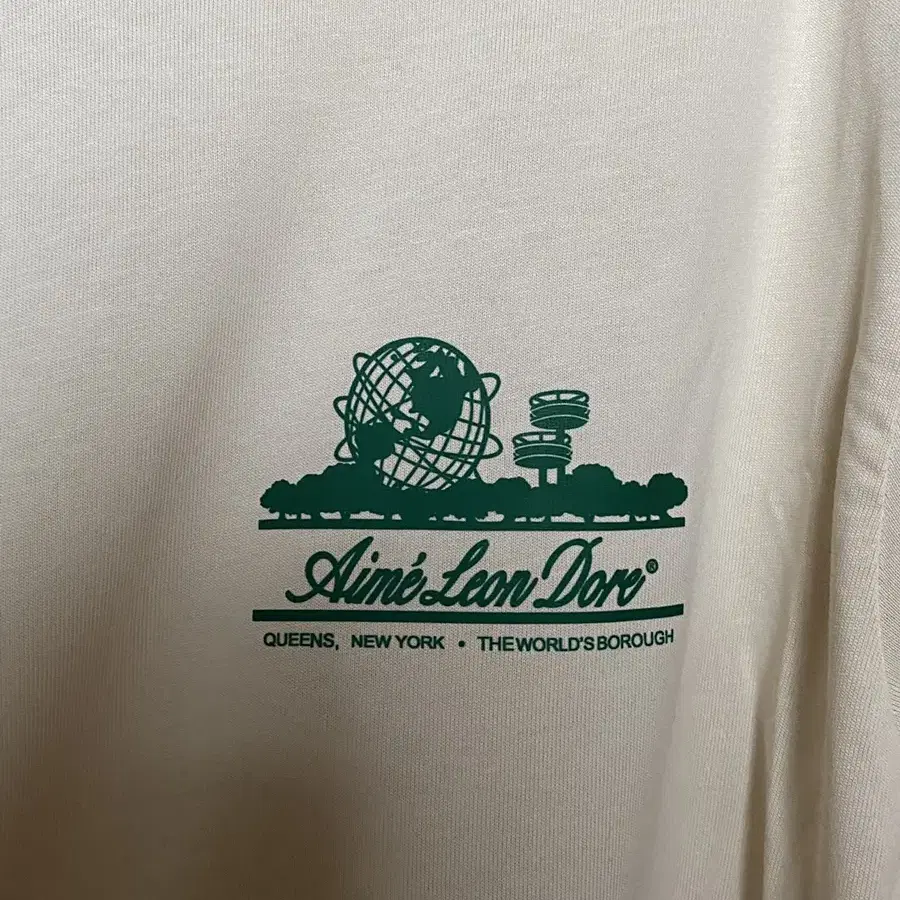 Aimé Leon Dore®
QUEENS, NEW YORK • THE WORLD'S BOROUGH